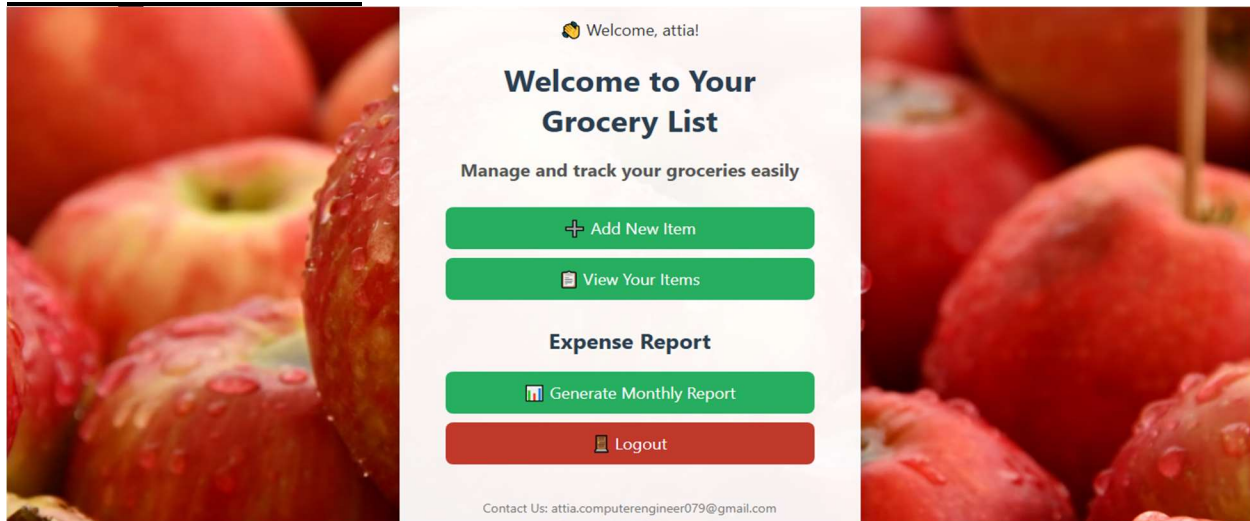 👏 Welcome, attia!
Welcome to Your
Grocery List
Manage and track your groceries easily
➕ Add New Item
📋 View Your Items
Expense Report
📊 Generate Monthly Report
🚪 Logout
Contact Us: attia.computerengineer079@gmail.com